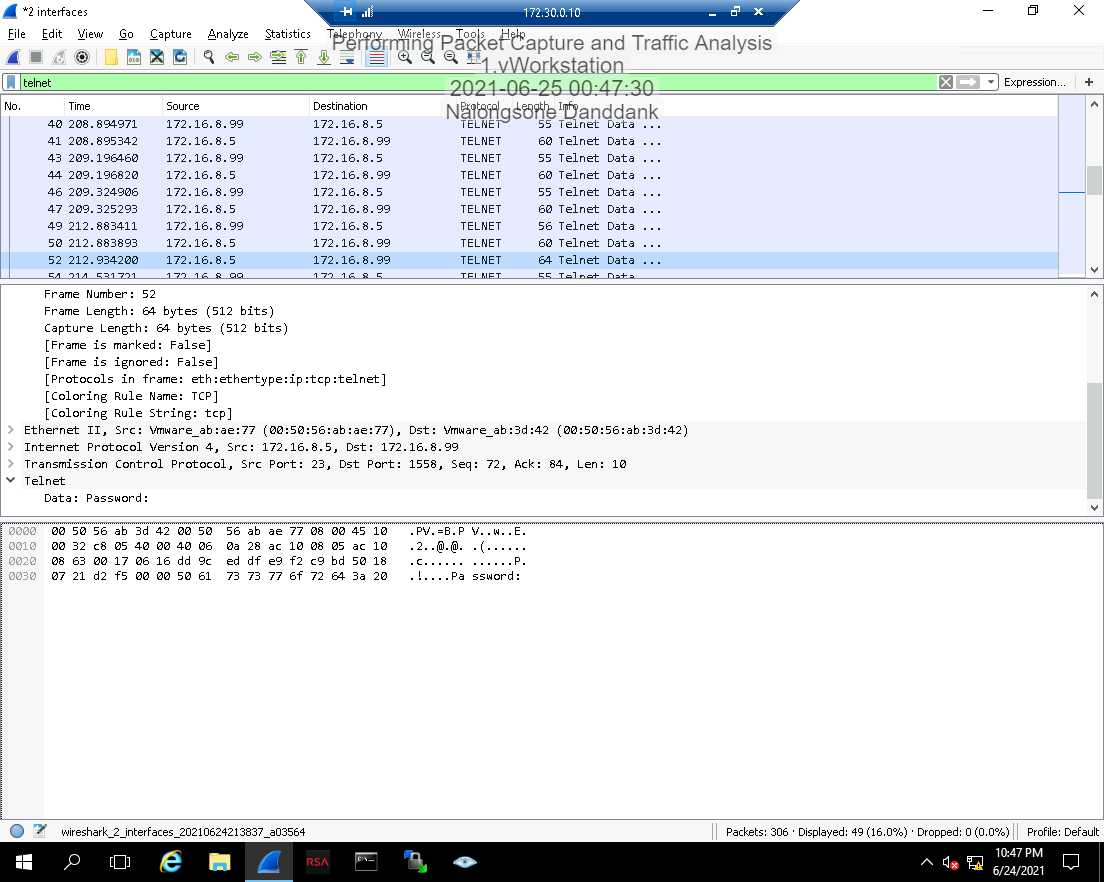 *2 interfaces
172.30.0.10
File Edit View Go Capture Analyze Statistics Telephony Wireless Tools Help
Performing Packet Capture and Traffic Analysis
1.vWorkstation
2021-06-25 00:47:30
Nalongsone Danddank
telnet
Expression... +
No. Time Source Destination Protocol Length Info
40 208.894971 172.16.8.99 172.16.8.5 TELNET 55 Telnet Data ...
41 208.895342 172.16.8.5 172.16.8.99 TELNET 60 Telnet Data ...
43 209.196460 172.16.8.99 172.16.8.5 TELNET 55 Telnet Data ...
44 209.196820 172.16.8.5 172.16.8.99 TELNET 60 Telnet Data ...
46 209.324906 172.16.8.99 172.16.8.5 TELNET 55 Telnet Data ...
47 209.325293 172.16.8.5 172.16.8.99 TELNET 60 Telnet Data ...
49 212.883411 172.16.8.99 172.16.8.5 TELNET 56 Telnet Data ...
50 212.883893 172.16.8.5 172.16.8.99 TELNET 60 Telnet Data ...
52 212.934200 172.16.8.5 172.16.8.99 TELNET 64 Telnet Data ...
54 214.531721 172.16.8.99 172.16.8.5 TELNET 55 Telnet Data ...
Frame Number: 52
Frame Length: 64 bytes (512 bits)
Capture Length: 64 bytes (512 bits)
[Frame is marked: False]
[Frame is ignored: False]
[Protocols in frame: eth:ethertype:ip:tcp:telnet]
[Coloring Rule Name: TCP]
[Coloring Rule String: tcp]
Ethernet II, Src: Vmware_ab:ae:77 (00:50:56:ab:ae:77), Dst: Vmware_ab:3d:42 (00:50:56:ab:3d:42)
Internet Protocol Version 4, Src: 172.16.8.5, Dst: 172.16.8.99
Transmission Control Protocol, Src Port: 23, Dst Port: 1558, Seq: 72, Ack: 84, Len: 10
Telnet
Data: Password:
0000 00 50 56 ab 3d 42 00 50 56 ab ae 77 08 00 45 10 .PV.=B.P V..w..E.
0010 00 32 c8 05 40 00 40 06 0a 28 ac 10 08 05 ac 10 .2..@.@. .(......
0020 08 63 00 17 06 16 dd 9c ed df e9 f2 c9 bd 50 18 .c...... ......P.
0030 07 21 d2 f5 00 00 50 61 73 73 77 6f 72 64 3a 20 .!....Pa ssword:
wireshark_2_interfaces_20210624213837_a03564
Packets: 306 · Displayed: 49 (16.0%) · Dropped: 0 (0.0%)
Profile: Default
RSA
10:47 PM
6/24/2021